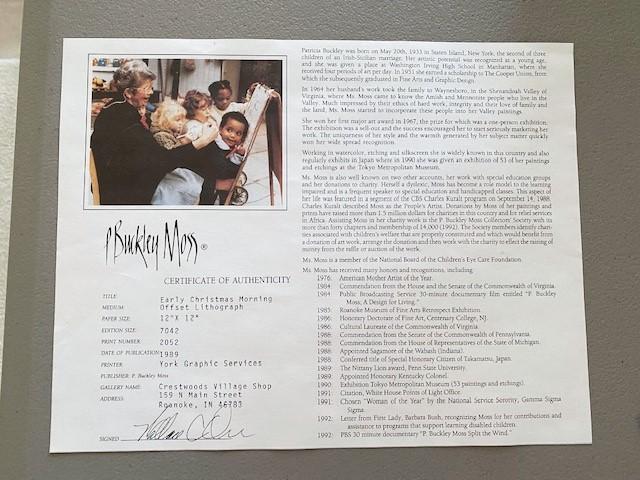 P Buckley Moss®
CERTIFICATE OF AUTHENTICITY
TITLE Early Christmas Morning
MEDIUM: Offset Lithograph
PAPER SIZE: 12"X 12"
EDITION SIZE: 7042
PRINT NUMBER: 2052
DATE OF PUBLICATION 1989
PRINTER York Graphic Services
PUBLISHER: P. Buckley Moss
GALLERY NAME: Crestwoods Village Shop
ADDRESS: 159 N Main Street
Roanoke, IN 46783
SIGNED
Patricia Buckley was born on May 20th, 1933 in Staten Island, New York, the second of three
children of an Irish-Sicilian marriage. Her artistic potential was recognized at a young age,
and she was given a place at Washington Irving High School in Manhattan, where she
received four periods of art per day. In 1951 she earned a scholarship to The Cooper Union, from
which she subsequently graduated in Fine Arts and Graphic Design.
In 1964 her husband's work took the family to Waynesboro, in the Shenandoah Valley of
Virginia, where Ms. Moss came to know the Amish and Mennonite people who live in the
Valley. Much impressed by their ethics of hard work, integrity and their love of family and
the land, Ms. Moss started to incorporate these people into her Valley paintings.
She won her first major art award in 1967, the prize for which was a one-person exhibition.
The exhibition was a sell-out and the success encouraged her to start seriously marketing her
work. The uniqueness of her style and the warmth generated by her subject matter quickly
won her wide spread recognition.
Working in watercolor, etching and silkscreen she is widely known in this country and also
regularly exhibits in Japan where in 1990 she was given an exhibition of 53 of her paintings
and etchings at the Tokyo Metropolitan Museum.
Ms. Moss is also well known on two other accounts, her work with special education groups
and her donations to charity. Herself a dyslexic, Moss has become a role model to the learning
impaired and is a frequent speaker to special education and handicapped classes. This aspect of
her life was featured in a segment of the CBS Charles Kuralt program on September 14, 1988.
Charles Kuralt described Moss as the People's Artist. Donations by Moss of her paintings and
prints have raised more than 1.5 million dollars for charities in this country and for relief services
in Africa. Assisting Moss in her charity work is the P. Buckley Moss Collectors' Society with its
more than forty chapters and membership of 14,000 (1992). The Society members identify chari-
ties associated with children's welfare that are properly constituted and which would benefit from
a donation of art work, arrange the donation and then work with the charity to effect the raising of
money from the raffle or auction of the work.
Ms. Moss is a member of the National Board of the Children's Eye Care Foundation.
Ms. Moss has received many honors and recognitions, including
1976: American Mother Artist of the Year.
1984: Commendation from the House and the Senate of the Commonwealth of Virginia.
1984 Public Broadcasting Service 30-minute documentary film entitled "P. Buckley
Moss; A Design for Living."
1985: Roanoke Museum of Fine Arts Retrospect Exhibition.
1986: Honorary Doctorate of Fine Art, Centenary College, NJ.
1986: Cultural Laureate of the Commonwealth of Virginia.
1988: Commendation from the Senate of the Commonwealth of Pennsylvania.
1988: Commendation from the House of Representatives of the State of Michigan.
1988: Appointed Sagamore of the Wabash (Indiana).
1988: Conferred title of Special Honorary Citizen of Takamatsu, Japan.
1989: The Nittany Lion award, Penn State University.
1989: Appointed Honorary Kentucky Colonel.
1990: Exhibition Tokyo Metropolitan Museum (53 paintings and etchings).
1991: Citation, White House Points of Light Office.
1991: Chosen "Woman of the Year" by the National Service Sorority, Gamma Sigma
Sigma.
1992: Letter from First Lady, Barbara Bush, recognizing Moss for her contributions and
assistance to programs that support learning disabled children.
1992: PBS 30 minute documentary "P. Buckley Moss Split the Wind."